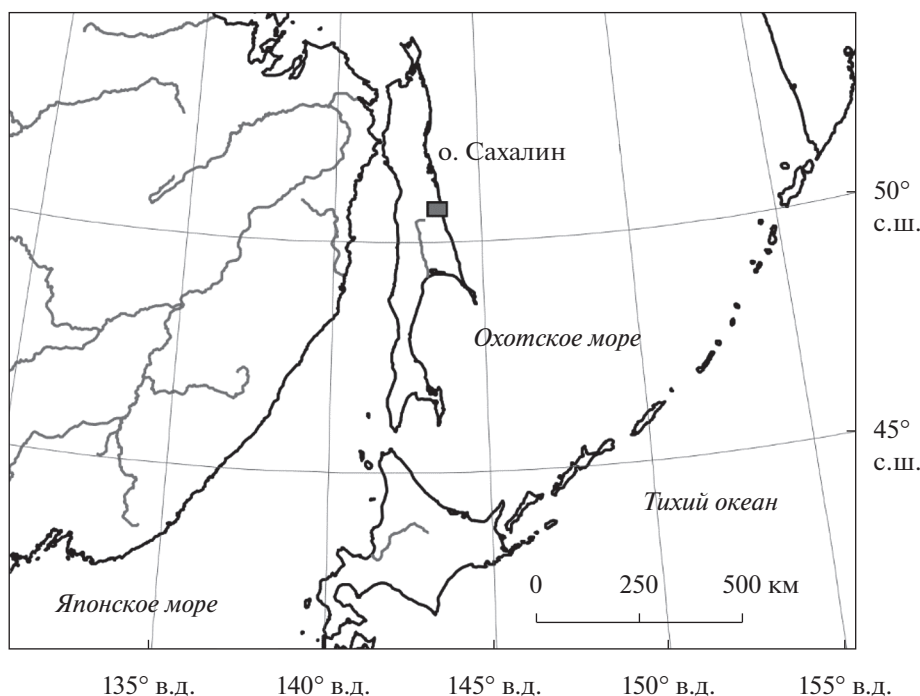 о. Сахалин
50°
с.ш.
Охотское море
45°
с.ш.
Тихий океан
0 250 500 км
Японское море
135° в.д. 140° в.д. 145° в.д. 150° в.д. 155° в.д.